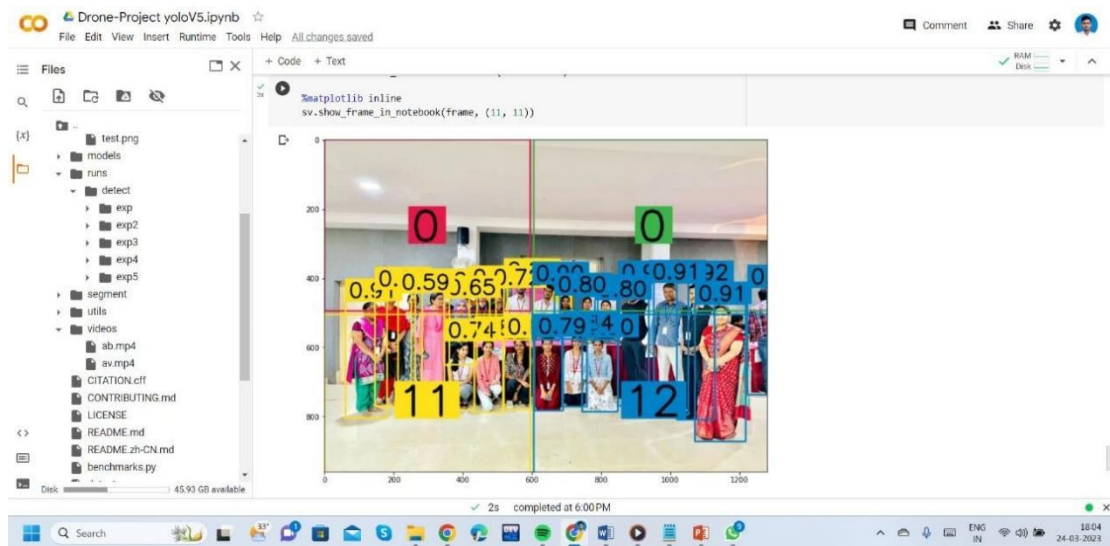 CO
Drone-Project yoloV5.ipynb
File Edit View Insert Runtime Tools Help All changes saved
Comment Share
Files
+ Code + Text
RAM
Disk
2s
%matplotlib inline
sv.show_frame_in_notebook(frame, (11, 11))
{x}
..
test.png
models
runs
detect
exp
exp2
exp3
exp4
exp5
segment
utils
videos
ab.mp4
av.mp4
CITATION.cff
CONTRIBUTING.md
LICENSE
README.md
README.zh-CN.md
benchmarks.py
Disk 45.93 GB available
0
200
400
600
800
0 200 400 600 800 1000 1200
0 0
0.59 0.91
0.80
0.91
0.74 0.79
11 12
2s completed at 6:00 PM
Search
33°
ENG
IN
18:04
24-03-2023